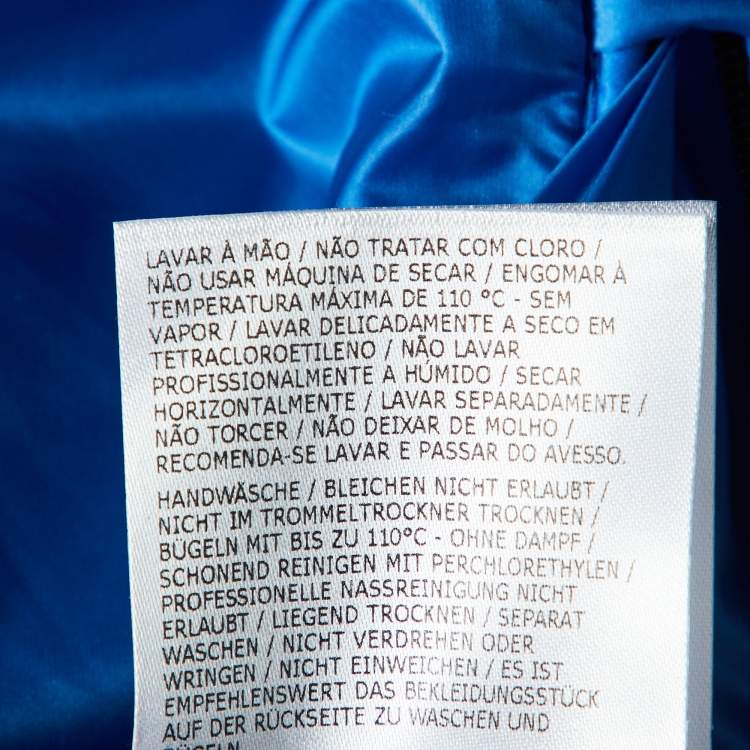 LAVAR À MÃO / NÃO TRATAR COM CLORO /
NÃO USAR MÁQUINA DE SECAR / ENGOMAR À
TEMPERATURA MÁXIMA DE 110 °C - SEM
VAPOR / LAVAR DELICADAMENTE A SECO EM
TETRACLOROETILENO / NÃO LAVAR
PROFISSIONALMENTE A HÚMIDO / SECAR
HORIZONTALMENTE / LAVAR SEPARADAMENTE /
NÃO TORCER / NÃO DEIXAR DE MOLHO /
RECOMENDA-SE LAVAR E PASSAR DO AVESSO.
HANDWÄSCHE / BLEICHEN NICHT ERLAUBT /
NICHT IM TROMMELTROCKNER TROCKNEN /
BÜGELN MIT BIS ZU 110°C - OHNE DAMPF /
SCHONEND REINIGEN MIT PERCHLORETHYLEN /
PROFESSIONELLE NASSREINIGUNG NICHT
ERLAUBT / LIEGEND TROCKNEN / SEPARAT
WASCHEN / NICHT VERDREHEN ODER
WRINGEN / NICHT EINWEICHEN / ES IST
EMPFEHLENSWERT DAS BEKLEIDUNGSSTÜCK
AUF DER RÜCKSEITE ZU WASCHEN UND
BÜGELN